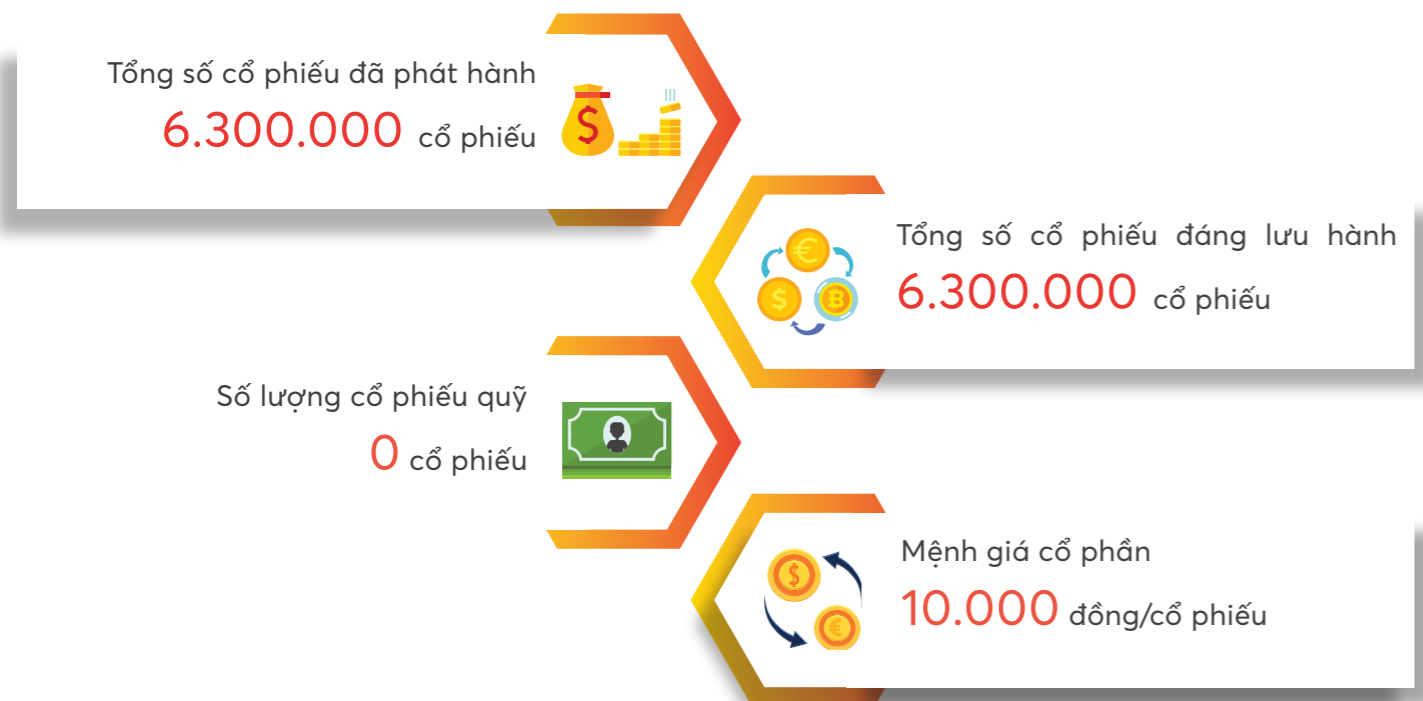 Tổng số cổ phiếu đã phát hành
6.300.000 cổ phiếu
Tổng số cổ phiếu đáng lưu hành
6.300.000 cổ phiếu
Số lượng cổ phiếu quỹ
0 cổ phiếu
Mệnh giá cổ phần
10.000 đồng/cổ phiếu